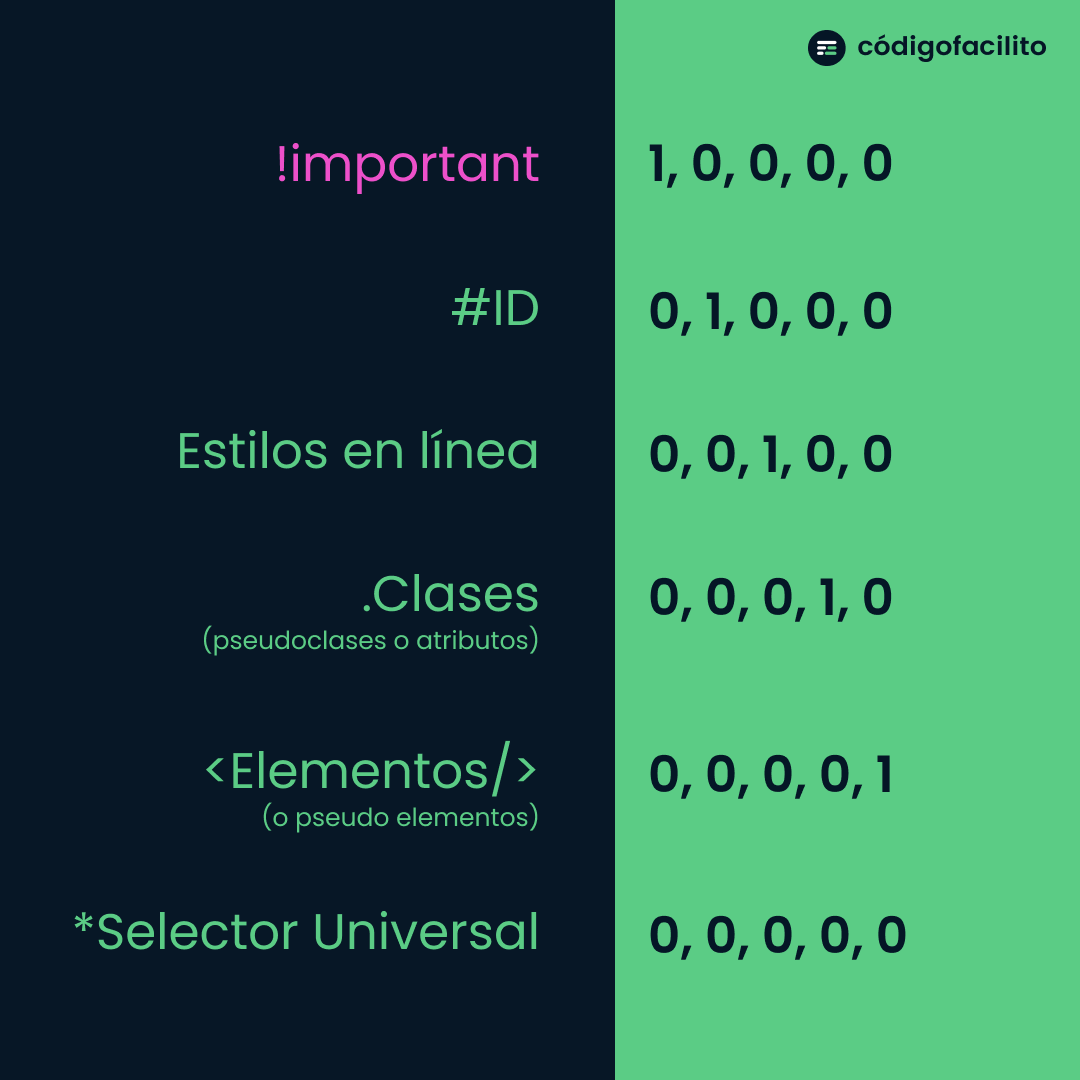 códigofacilito
!important 1, 0, 0, 0, 0
#ID 0, 1, 0, 0, 0
Estilos en línea 0, 0, 1, 0, 0
.Clases 0, 0, 0, 1, 0
(pseudoclases o atributos)
<Elementos/> 0, 0, 0, 0, 1
(o pseudo elementos)
*Selector Universal 0, 0, 0, 0, 0